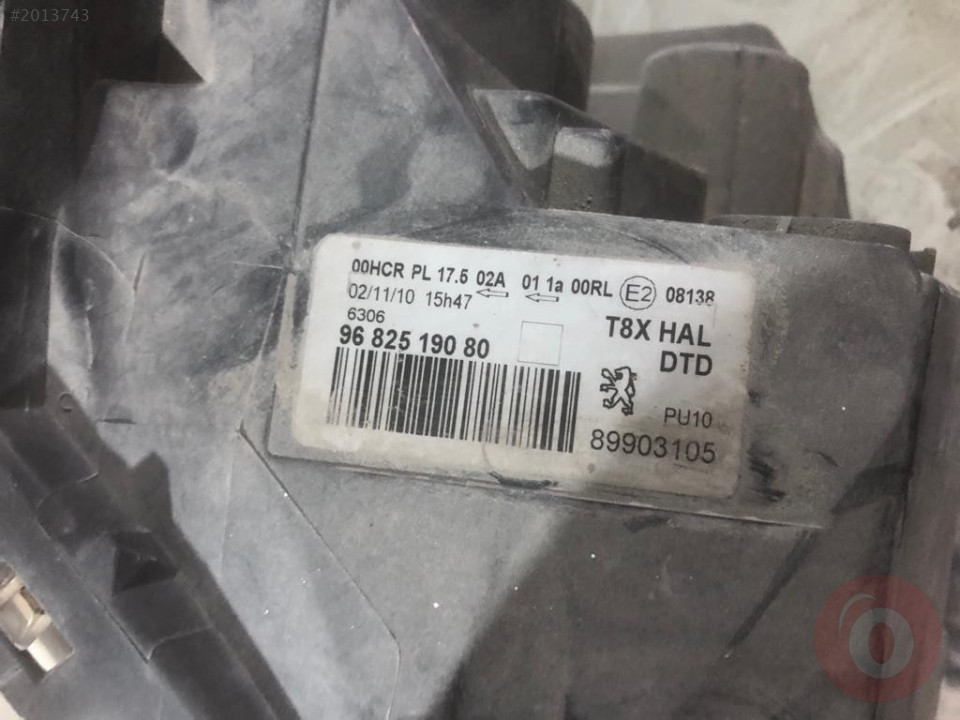 #2013743
00HCR PL 17.5 02A 01 1a 00RL E2 08138
02/11/10 15h47
6306
96 825 190 80
T8X HAL
DTD
PU10
89903105